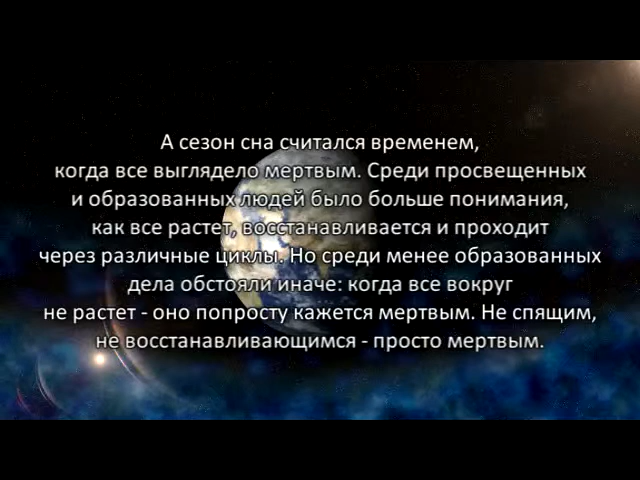 А сезон сна считался временем,
когда все выглядело мертвым. Среди просвещенных
и образованных людей было больше понимания,
как все растет, восстанавливается и проходит
через различные циклы. Но среди менее образованных
дела обстояли иначе: когда все вокруг
не растет - оно попросту кажется мертвым. Не спящим,
не восстанавливающимся - просто мертвым.